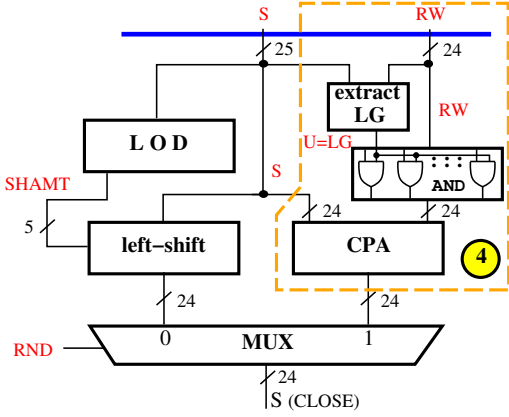 S RW
25 24
extract
LG
RW
L O D
U=LG
AND
SHAMT
S
5
24 24
left-shift
CPA
4
24 24
0 1
MUX
RND
24
S (CLOSE)